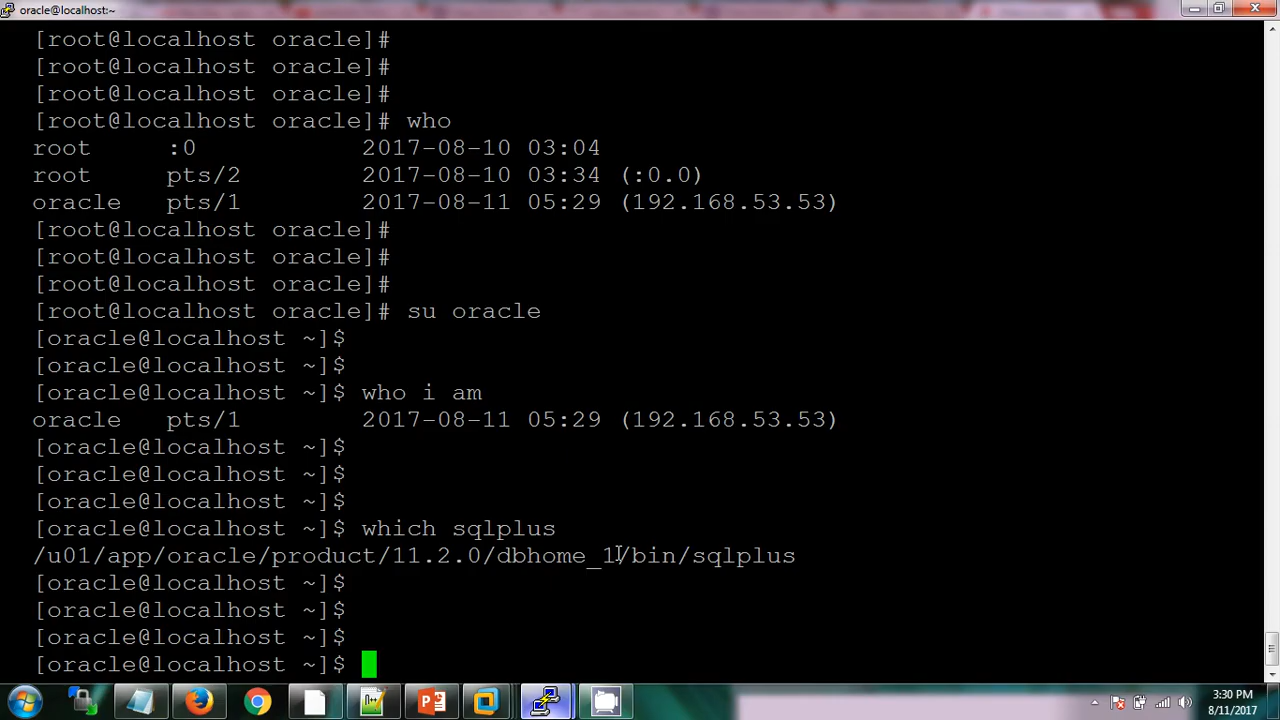 oracle@localhost:~
[root@localhost oracle]#
[root@localhost oracle]#
[root@localhost oracle]#
[root@localhost oracle]# who
root     :0           2017-08-10 03:04
root     pts/2        2017-08-10 03:34 (:0.0)
oracle   pts/1        2017-08-11 05:29 (192.168.53.53)
[root@localhost oracle]#
[root@localhost oracle]#
[root@localhost oracle]#
[root@localhost oracle]# su oracle
[oracle@localhost ~]$
[oracle@localhost ~]$
[oracle@localhost ~]$ who i am
oracle   pts/1        2017-08-11 05:29 (192.168.53.53)
[oracle@localhost ~]$
[oracle@localhost ~]$
[oracle@localhost ~]$
[oracle@localhost ~]$ which sqlplus
/u01/app/oracle/product/11.2.0/dbhome_1/bin/sqlplus
[oracle@localhost ~]$
[oracle@localhost ~]$
[oracle@localhost ~]$
[oracle@localhost ~]$
3:30 PM
8/11/2017